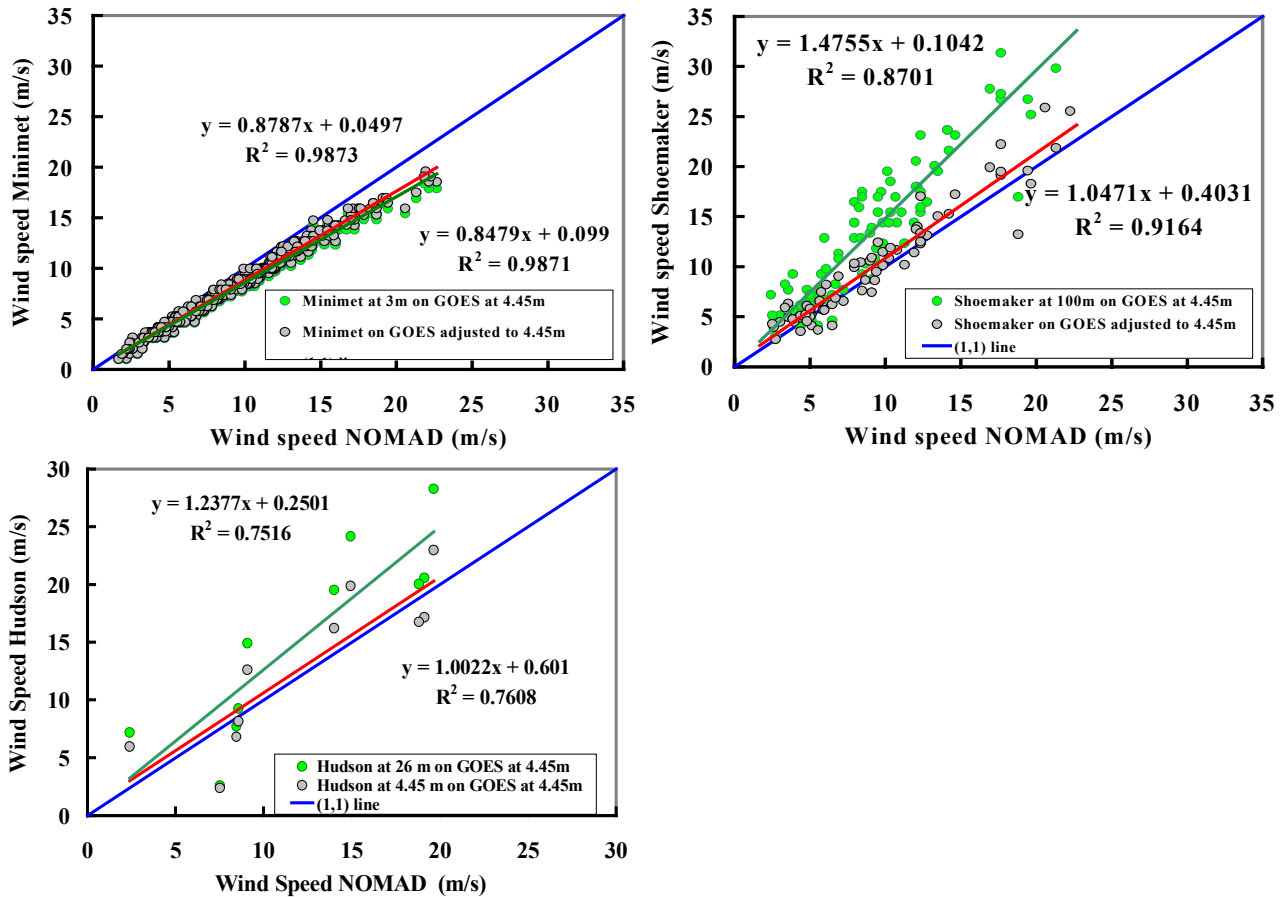 35
30
25
20
15
10
5
0
Wind speed Minimet (m/s)
y = 0.8787x + 0.0497
R² = 0.9873
y = 0.8479x + 0.099
R² = 0.9871
Minimet at 3m on GOES at 4.45m
Minimet on GOES adjusted to 4.45m
0 5 10 15 20 25 30 35
Wind speed NOMAD (m/s)
35
30
25
20
15
10
5
0
Wind speed Shoemaker (m/s)
y = 1.4755x + 0.1042
R² = 0.8701
y = 1.0471x + 0.4031
R² = 0.9164
Shoemaker at 100m on GOES at 4.45m
Shoemaker on GOES adjusted to 4.45m
(1,1) line
0 5 10 15 20 25 30 35
Wind speed NOMAD (m/s)
30
25
20
15
10
5
0
Wind Speed Hudson (m/s)
y = 1.2377x + 0.2501
R² = 0.7516
y = 1.0022x + 0.601
R² = 0.7608
Hudson at 26 m on GOES at 4.45m
Hudson at 4.45 m on GOES at 4.45m
(1,1) line
0 5 10 15 20 25 30
Wind Speed NOMAD (m/s)